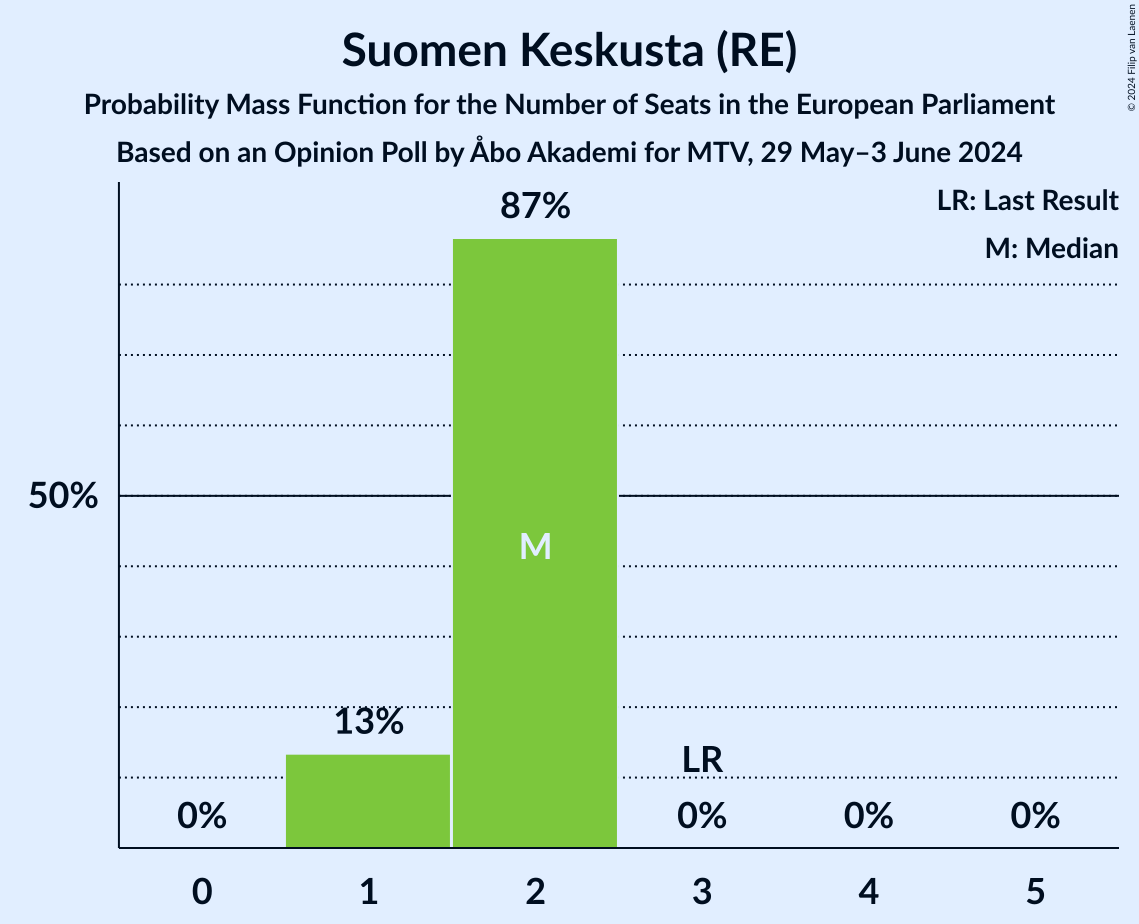 Suomen Keskusta (RE)
Probability Mass Function for the Number of Seats in the European Parliament
Based on an Opinion Poll by Åbo Akademi for MTV, 29 May–3 June 2024
© 2024 Filip van Laenen
LR: Last Result
M: Median
87%
50%
M
13%
LR
0%
0%
0%
0%
0
1
2
3
4
5